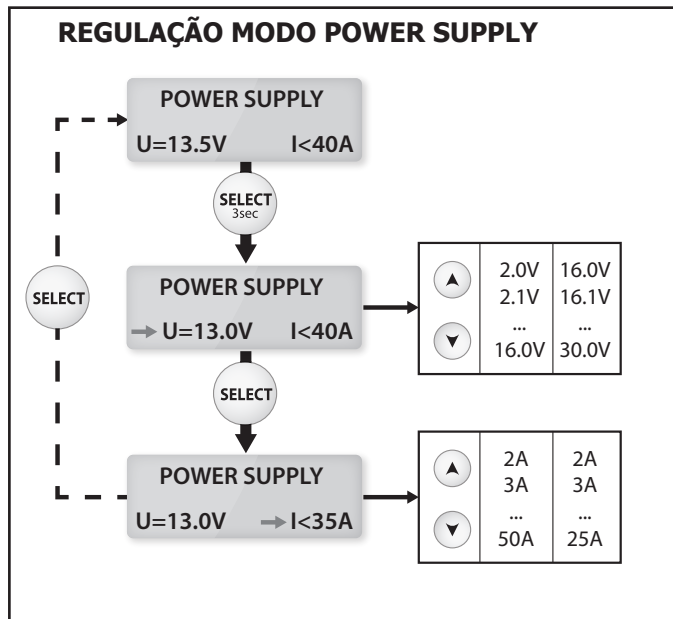 REGULAÇÃO MODO POWER SUPPLY
POWER SUPPLY
U=13.5V I<40A
SELECT
3sec
POWER SUPPLY
U=13.0V I<40A
2.0V 16.0V
2.1V 16.1V
... ...
16.0V 30.0V
SELECT
SELECT
POWER SUPPLY
U=13.0V I<35A
2A 2A
3A 3A
... ...
50A 25A